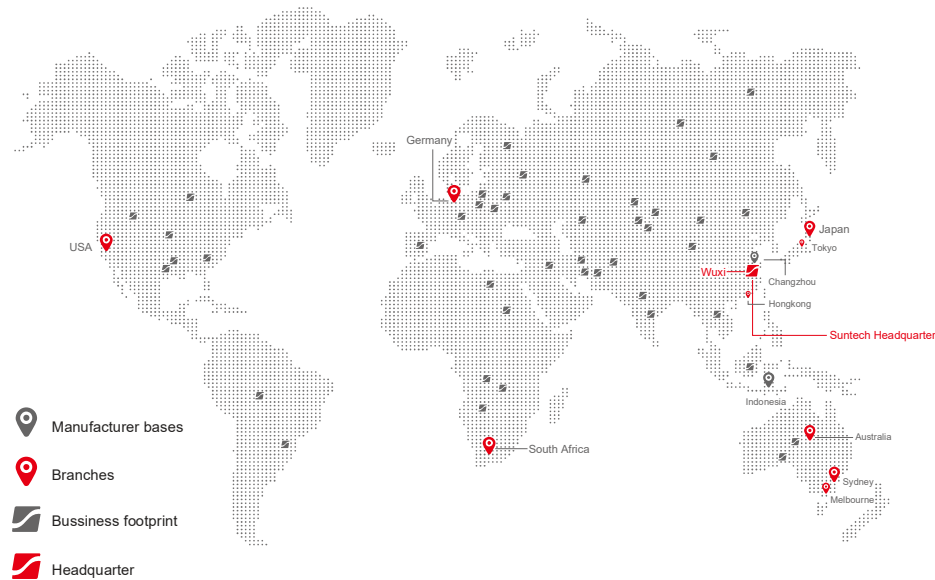 Germany
USA
Japan
Tokyo
Wuxi
Changzhou
Hongkong
Suntech Headquarter
Indonesia
Manufacturer bases
Australia
South Africa
Branches
Sydney
Melbourne
Bussiness footprint
Headquarter